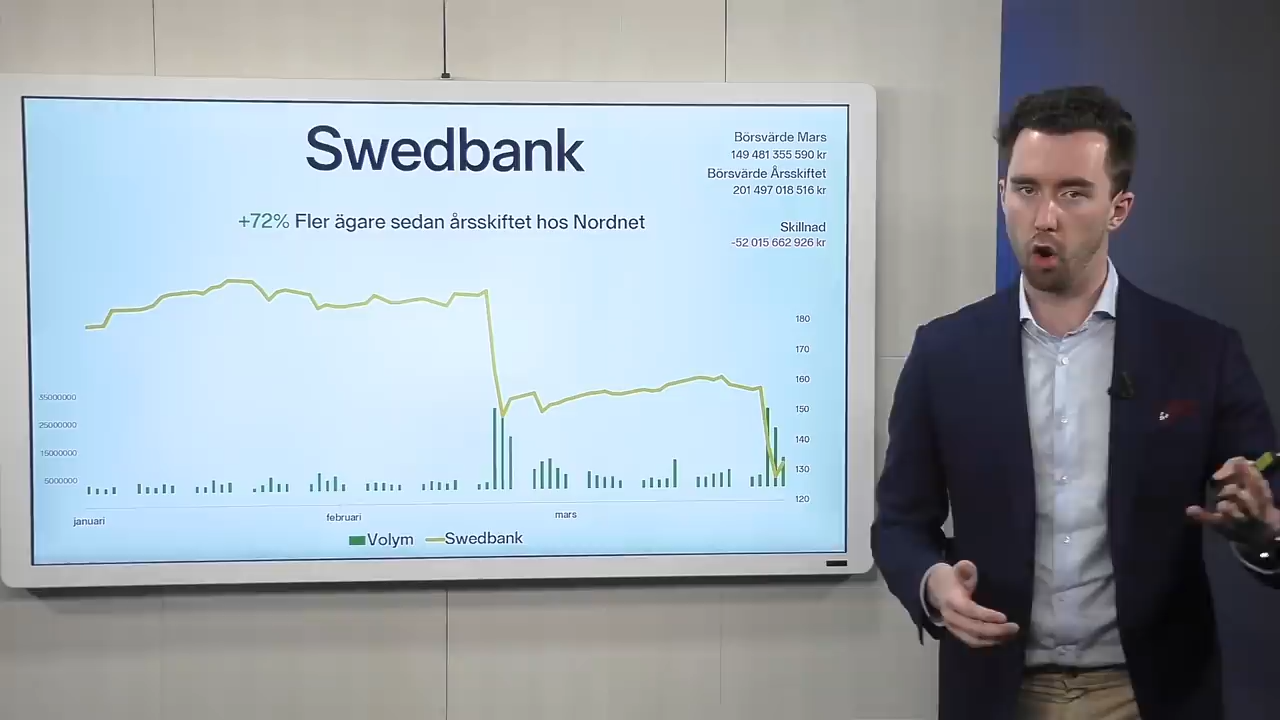 Swedbank
+72% Fler ägare sedan årsskiftet hos Nordnet
Börsvärde Mars
149 481 355 590 kr
Börsvärde Årsskiftet
201 497 018 516 kr
Skillnad
-52 015 662 926 kr
35000000
25000000
15000000
5000000
180
170
160
150
140
130
120
januari
februari
mars
Volym
Swedbank